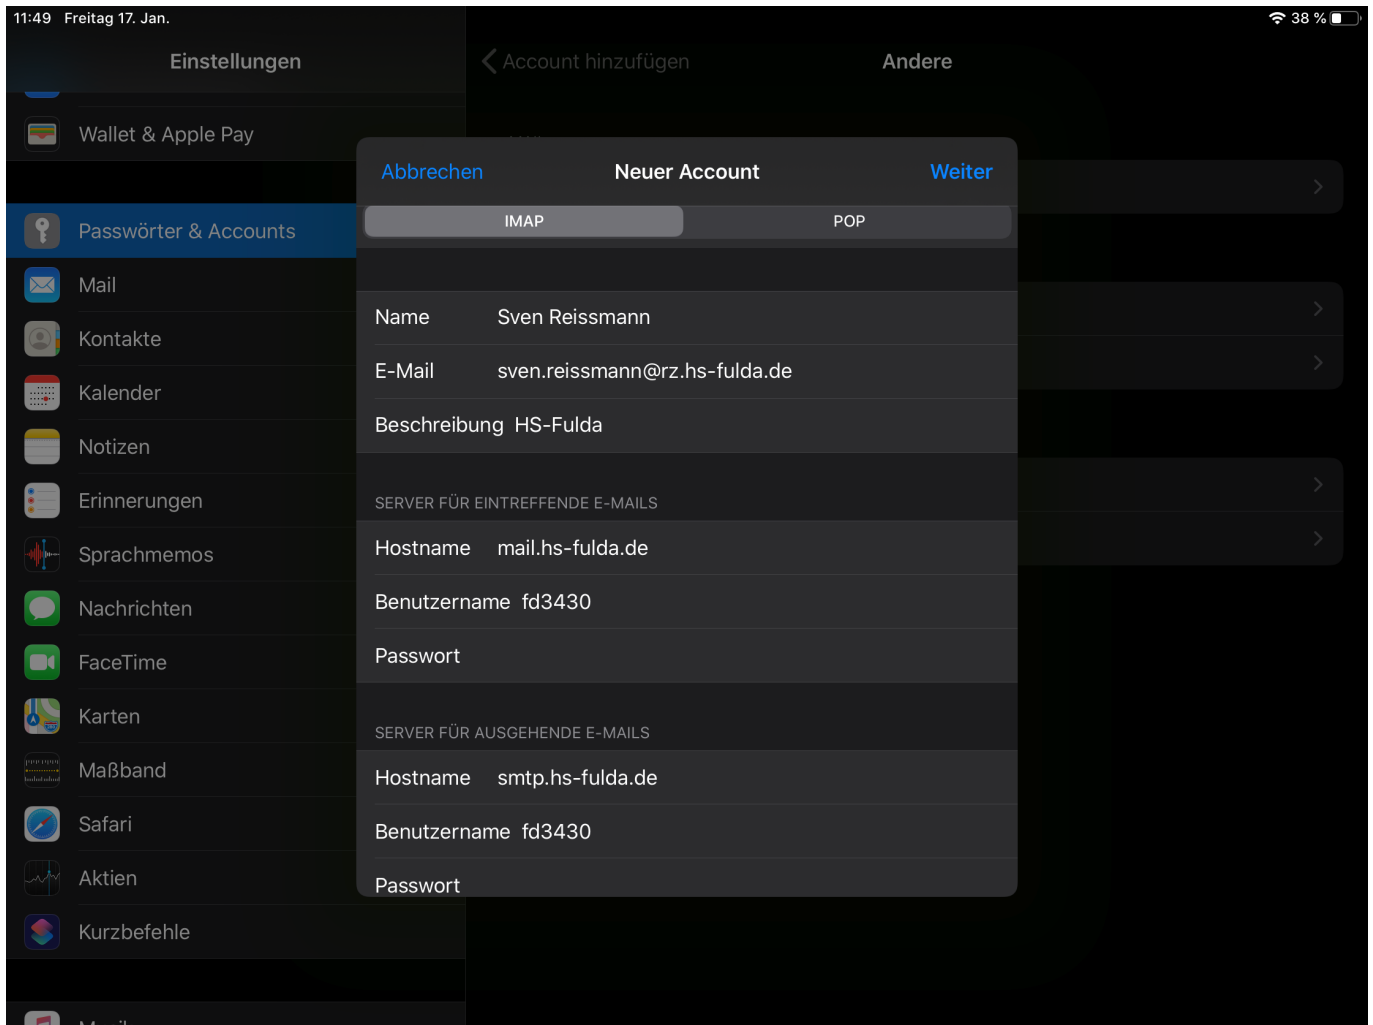 11:49 Freitag 17. Jan.
38 %
Einstellungen
Account hinzufügen
Andere
Wallet & Apple Pay
Passwörter & Accounts
Mail
Kontakte
Kalender
Notizen
Erinnerungen
Sprachmemos
Nachrichten
FaceTime
Karten
Maßband
Safari
Aktien
Kurzbefehle
Abbrechen
Neuer Account
Weiter
IMAP
POP
Name Sven Reissmann
E-Mail sven.reissmann@rz.hs-fulda.de
Beschreibung HS-Fulda
SERVER FÜR EINTREFFENDE E-MAILS
Hostname mail.hs-fulda.de
Benutzername fd3430
Passwort
SERVER FÜR AUSGEHENDE E-MAILS
Hostname smtp.hs-fulda.de
Benutzername fd3430
Passwort